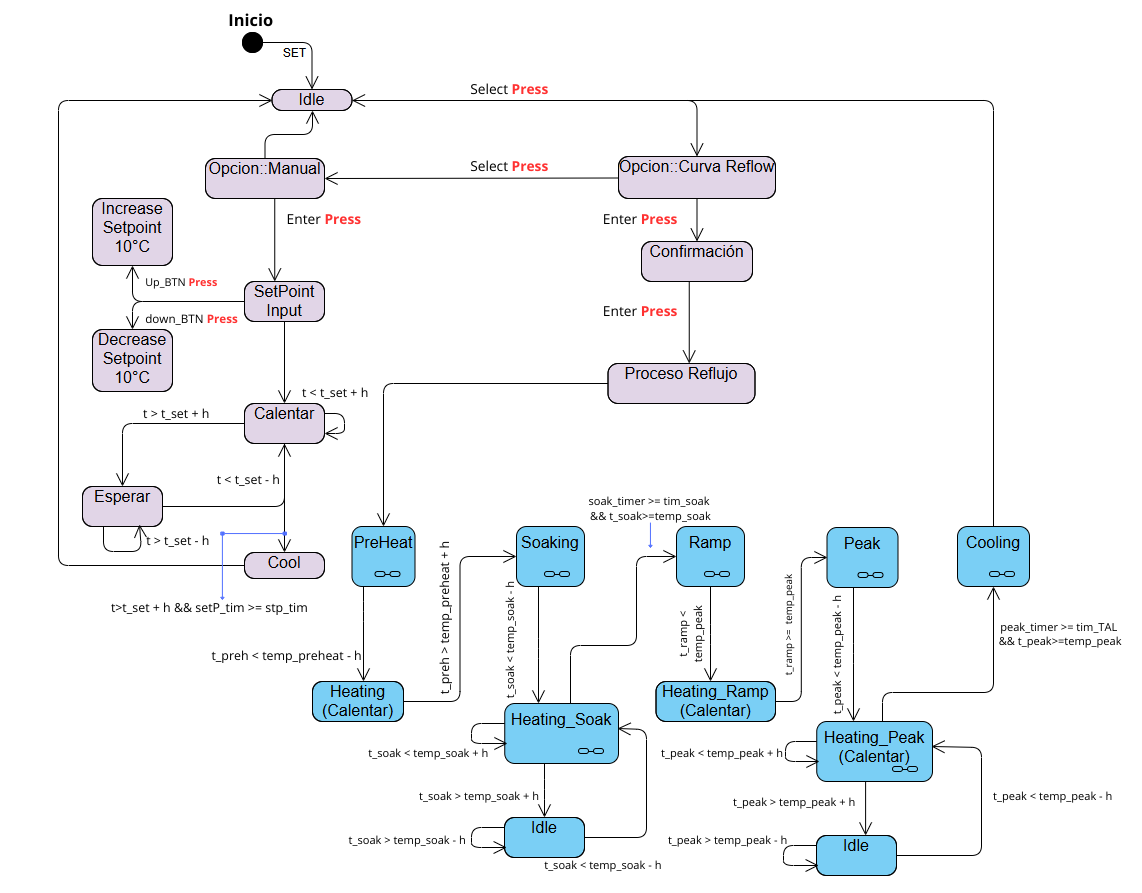 Inicio
SET
Idle
Select Press
Opcion::Manual
Select Press
Opcion::Curva Reflow
Increase
Setpoint
10°C
Enter Press
Enter Press
Confirmación
Up_BTN Press
SetPoint
Input
down_BTN Press
Enter Press
Decrease
Setpoint
10°C
Proceso Reflujo
t < t_set + h
t > t_set + h
Calentar
t < t_set - h
Esperar
t > t_set - h
Cool
t>t_set + h && setP_tim >= stp_tim
soak_timer >= tim_soak
&& t_soak>=temp_soak
PreHeat
Soaking
Ramp
Peak
Cooling
t_preh < temp_preheat - h
t_preh > temp_preheat + h
t_soak < temp_soak - h
t_ramp <
temp_peak
t_ramp >= temp_peak
t_peak < temp_peak - h
peak_timer >= tim_TAL
&& t_peak>=temp_peak
Heating
(Calentar)
Heating_Soak
Heating_Ramp
(Calentar)
Heating_Peak
(Calentar)
t_soak < temp_soak + h
t_peak < temp_peak + h
t_soak > temp_soak + h
t_peak > temp_peak + h
t_peak < temp_peak - h
Idle
t_soak > temp_soak - h
t_soak < temp_soak - h
t_peak > temp_peak - h
Idle